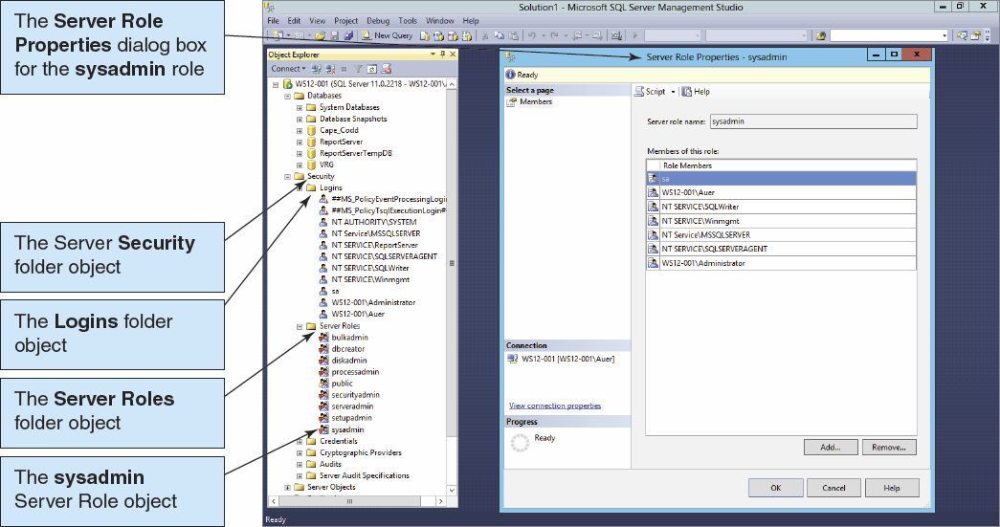 The Server Role
Properties dialog box
for the sysadmin role
The Server Security
folder object
The Logins folder
object
The Server Roles
folder object
The sysadmin
Server Role object
Solution1 - Microsoft SQL Server Management Studio
File Edit View Project Debug Tools Window Help
New Query
Object Explorer
Connect
WS12-001 (SQL Server 11.0.2218 - WS12-001\
Databases
System Databases
Database Snapshots
Cape_Codd
ReportServer
ReportServerTempDB
VRG
Security
Logins
##MS_PolicyEventProcessingLogin
##MS_PolicyTsqlExecutionLogin##
NT AUTHORITY\SYSTEM
NT Service\MSSQLSERVER
NT SERVICE\ReportServer
NT SERVICE\SQLSERVERAGENT
NT SERVICE\SQLWriter
NT SERVICE\Winmgmt
sa
WS12-001\Administrator
WS12-001\Auer
Server Roles
bulkadmin
dbcreator
diskadmin
processadmin
public
securityadmin
serveradmin
setupadmin
sysadmin
Credentials
Cryptographic Providers
Audits
Server Audit Specifications
Server Objects
Ready
Server Role Properties - sysadmin
Ready
Select a page
Members
Script Help
Server role name: sysadmin
Members of this role:
Role Members
sa
WS12-001\Auer
NT SERVICE\SQLWriter
NT SERVICE\Winmgmt
NT Service\MSSQLSERVER
NT SERVICE\SQLSERVERAGENT
WS12-001\Administrator
Connection
WS12-001 [WS12-001\Auer]
View connection properties
Progress
Ready
Add... Remove...
OK Cancel Help